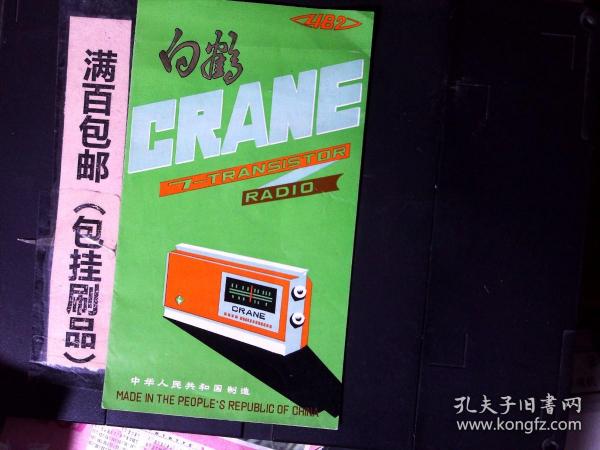 满百包邮（包挂刷品）
4B2
白鹤
CRANE
7-TRANSISTOR
RADIO
CRANE
中华人民共和国制造
MADE IN THE PEOPLE'S REPUBLIC OF CHINA
孔夫子旧書网
www.kongfz.com